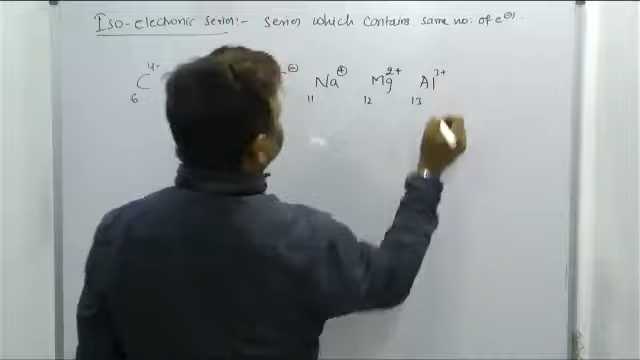 Iso-electronic series:- series which contains same no: of e⊖s.
C⁴⁻ ⊖ Na⊕ Mg²⁺ Al³⁺
6 11 12 13